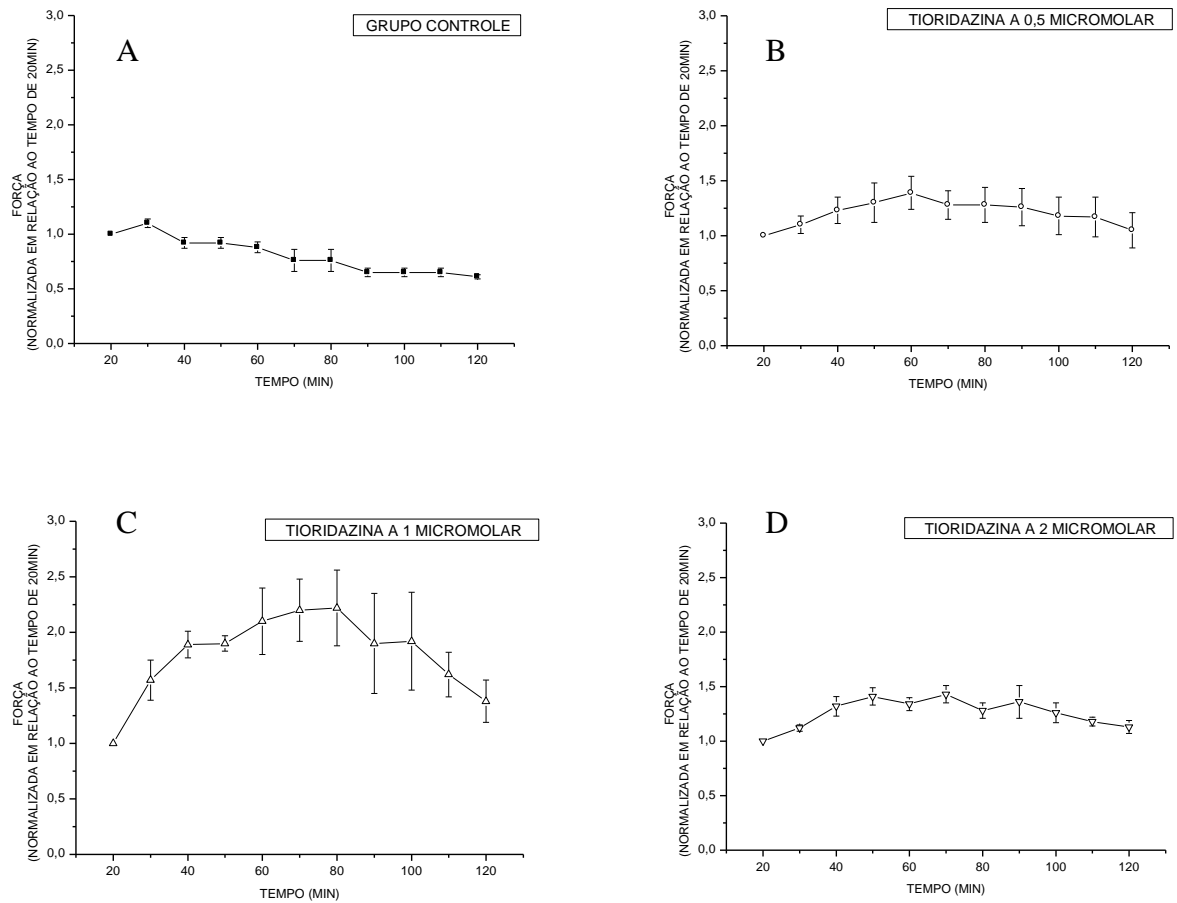 A
GRUPO CONTROLE
FORÇA
(NORMALIZADA EM RELAÇÃO AO TEMPO DE 20MIN)
3,0
2,5
2,0
1,5
1,0
0,5
0,0
20 40 60 80 100 120
TEMPO (MIN)
B
TIORIDAZINA A 0,5 MICROMOLAR
FORÇA
(NORMALIZADA EM RELAÇÃO AO TEMPO DE 20MIN)
3,0
2,5
2,0
1,5
1,0
0,5
0,0
20 40 60 80 100 120
TEMPO (MIN)
C
TIORIDAZINA A 1 MICROMOLAR
FORÇA
(NORMALIZADA EM RELAÇÃO AO TEMPO DE 20MIN)
3,0
2,5
2,0
1,5
1,0
0,5
0,0
20 40 60 80 100 120
TEMPO (MIN)
D
TIORIDAZINA A 2 MICROMOLAR
FORÇA
(NORMALIZADA EM RELAÇÃO AO TEMPO DE 20MIN)
3,0
2,5
2,0
1,5
1,0
0,5
0,0
20 40 60 80 100 120
TEMPO (MIN)